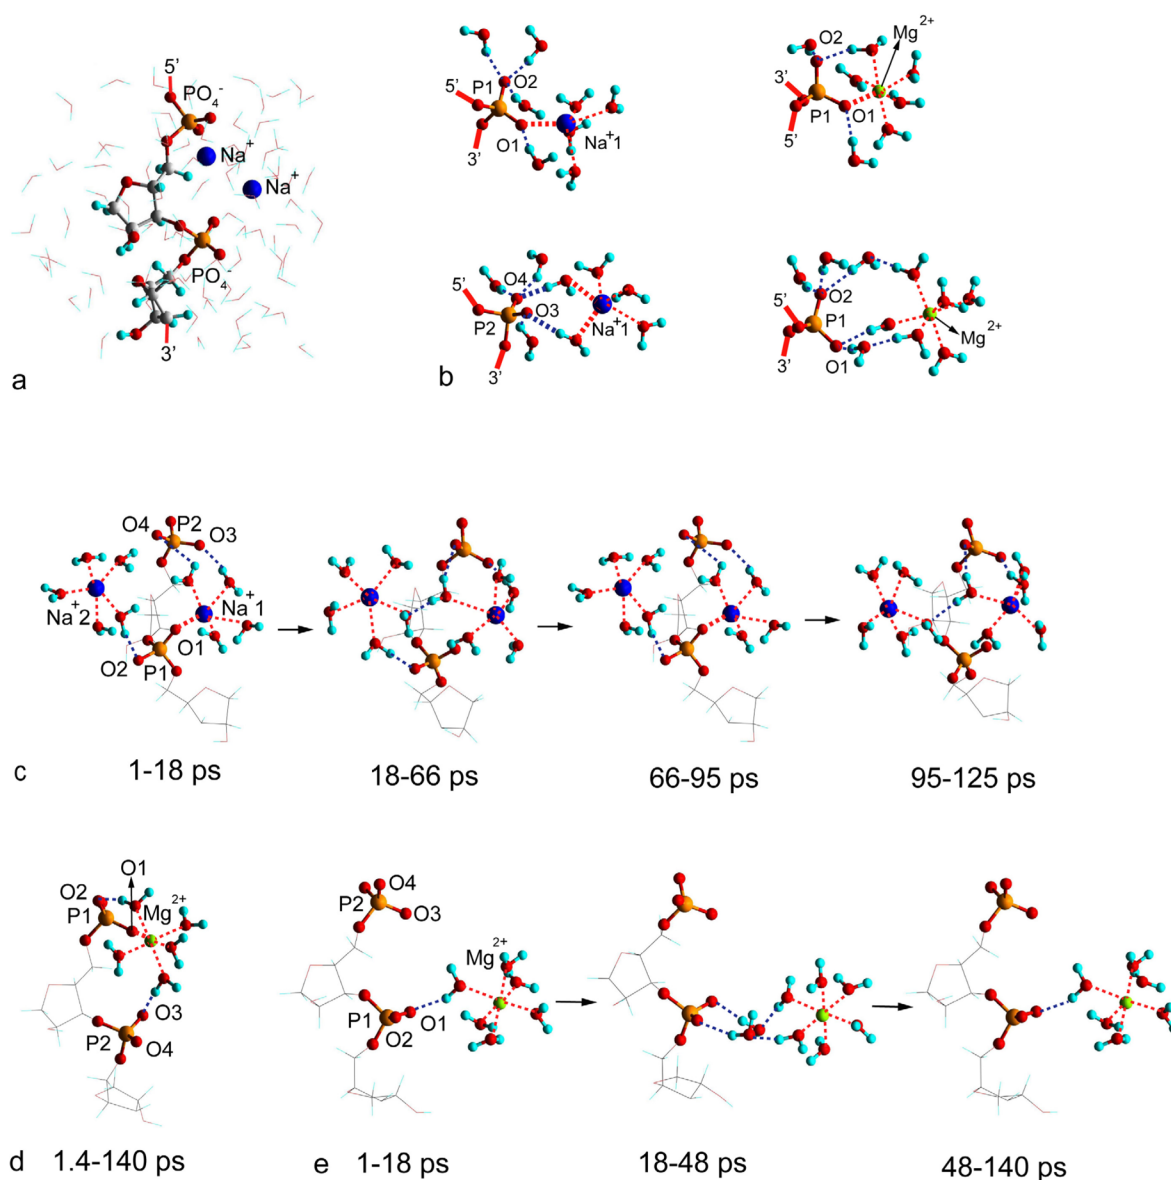 5'
PO4-
Na+
Na+
PO4-
3'
a
5'
P1
O2
O1
Na+1
3'
O2
Mg2+
3'
P1
O1
5'
5'
O4
O3
P2
Na+1
3'
O2
5'
P1
Mg2+
3'
O1
b
O4
P2
O3
Na+2
Na+1
O1
O2
P1
c
1-18 ps
18-66 ps
66-95 ps
95-125 ps
O1
O2
Mg2+
P1
O3
P2
O4
d
1.4-140 ps
O4
P2
O3
Mg2+
P1
O1
O2
e
1-18 ps
18-48 ps
48-140 ps